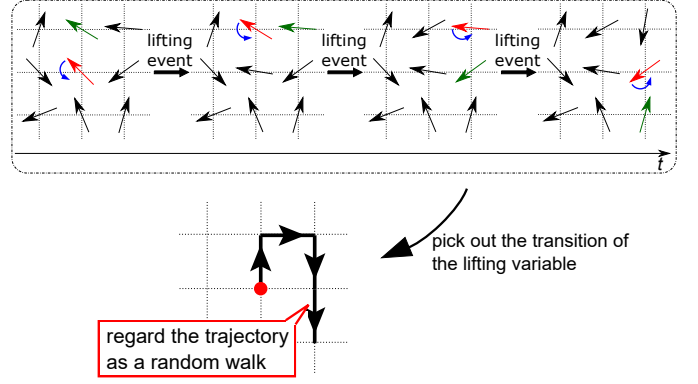 lifting
event
lifting
event
lifting
event
t
pick out the transition of
the lifting variable
regard the trajectory
as a random walk